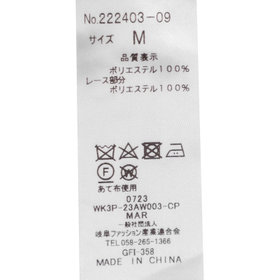 No.222403-09
サイズ M
品質表示
ポリエステル100%
レース部分
ポリエステル100%
F W
あて布使用
0723
WK3P-23AW003-CP
MAR
一般社団法人
岐阜ファッション産業連合会
TEL058-265-1366
GFI-358
MADE IN CHINA